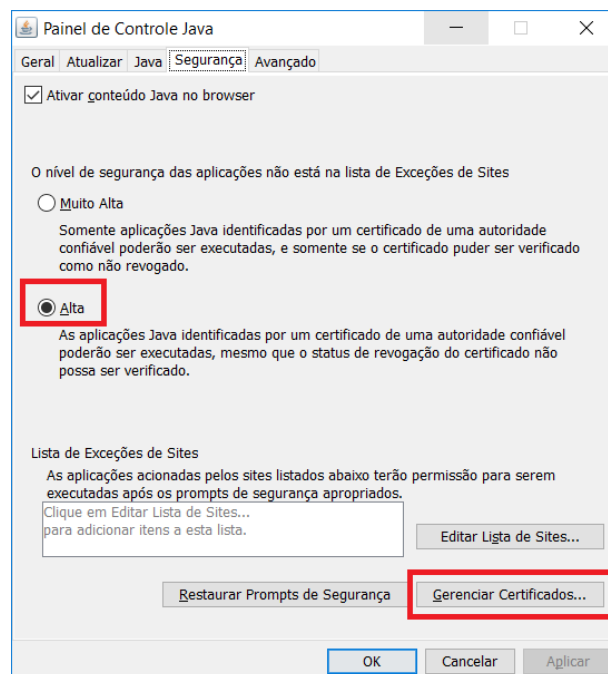 Painel de Controle Java
Geral Atualizar Java Segurança Avançado
Ativar conteúdo Java no browser
O nível de segurança das aplicações não está na lista de Exceções de Sites
Muito Alta
Somente aplicações Java identificadas por um certificado de uma autoridade
confiável poderão ser executadas, e somente se o certificado puder ser verificado
como não revogado.
Alta
As aplicações Java identificadas por um certificado de uma autoridade confiável
poderão ser executadas, mesmo que o status de revogação do certificado não
possa ser verificado.
Lista de Exceções de Sites
As aplicações acionadas pelos sites listados abaixo terão permissão para serem
executadas após os prompts de segurança apropriados.
Clique em Editar Lista de Sites...
para adicionar itens a esta lista.
Editar Lista de Sites...
Restaurar Prompts de Segurança Gerenciar Certificados...
OK Cancelar Aplicar